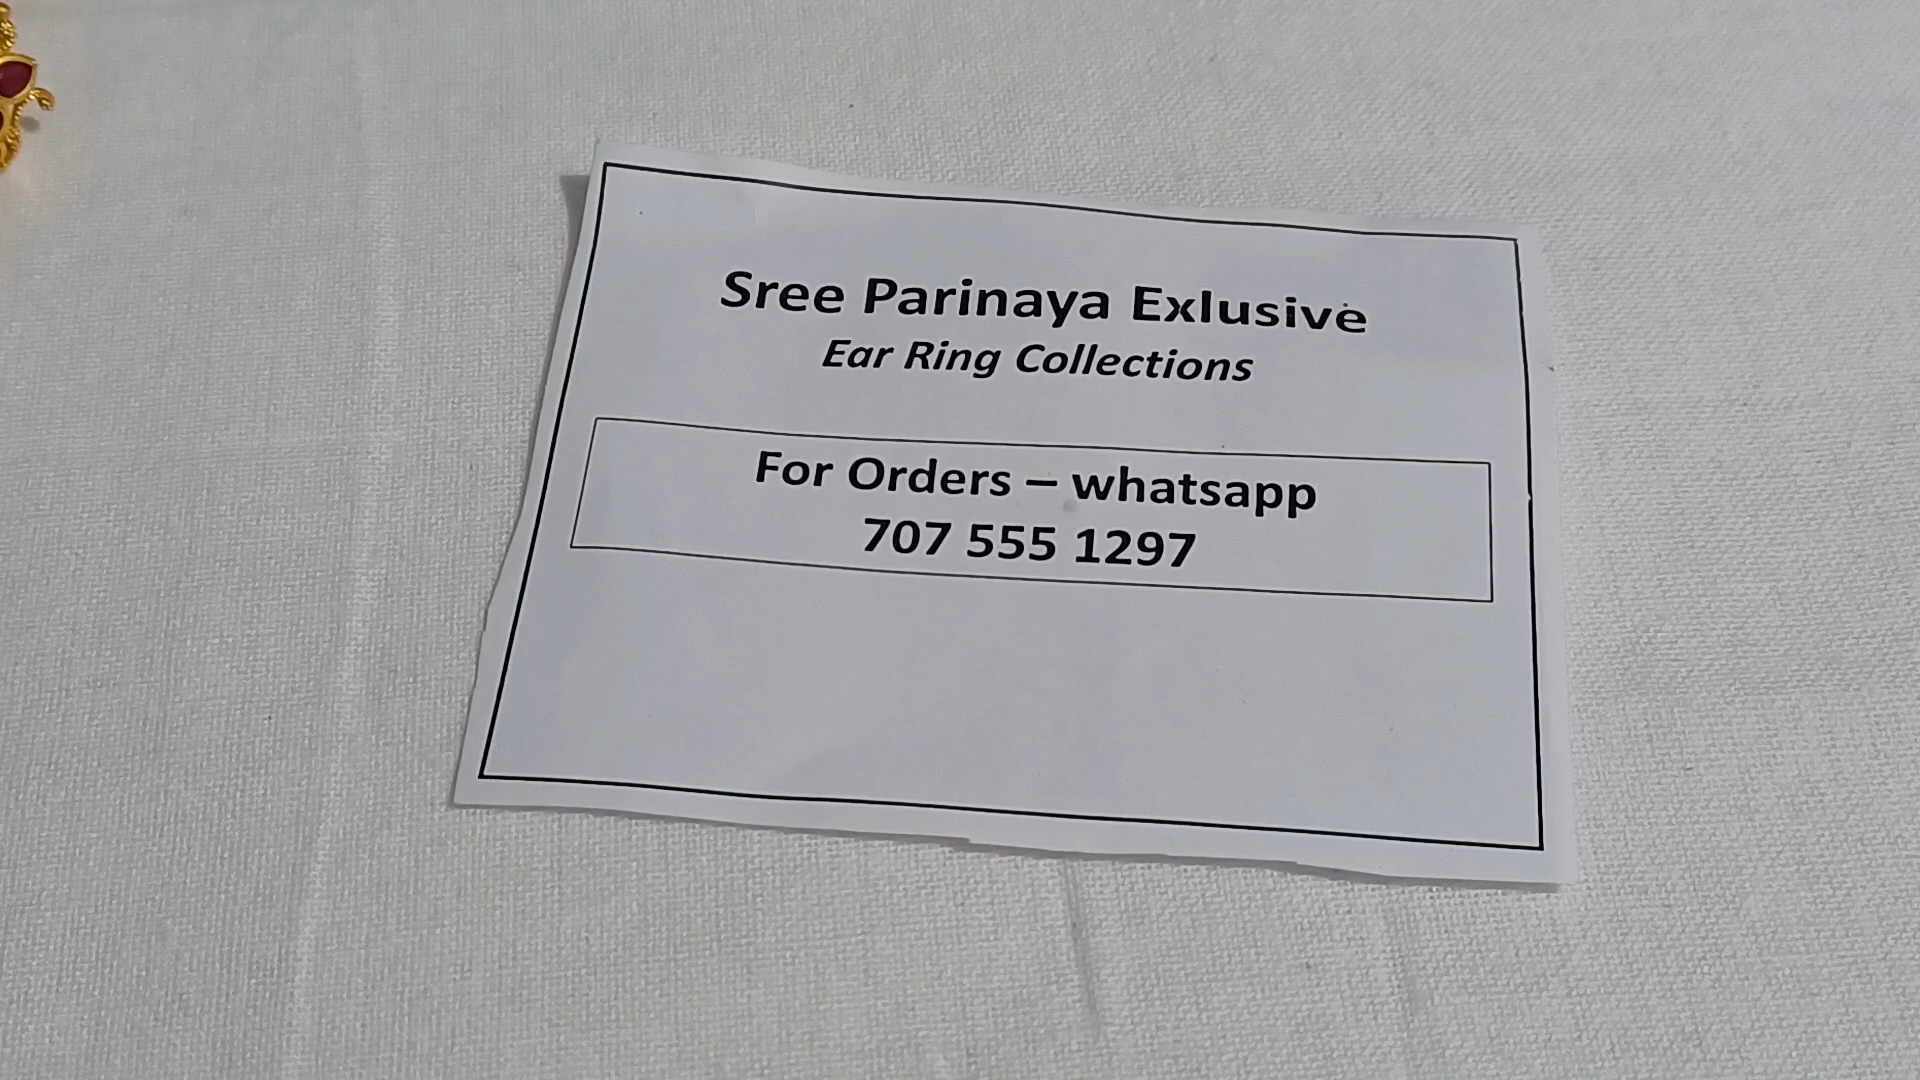 Sree Parinaya Exlusive
Ear Ring Collections
For Orders – whatsapp
707 555 1297